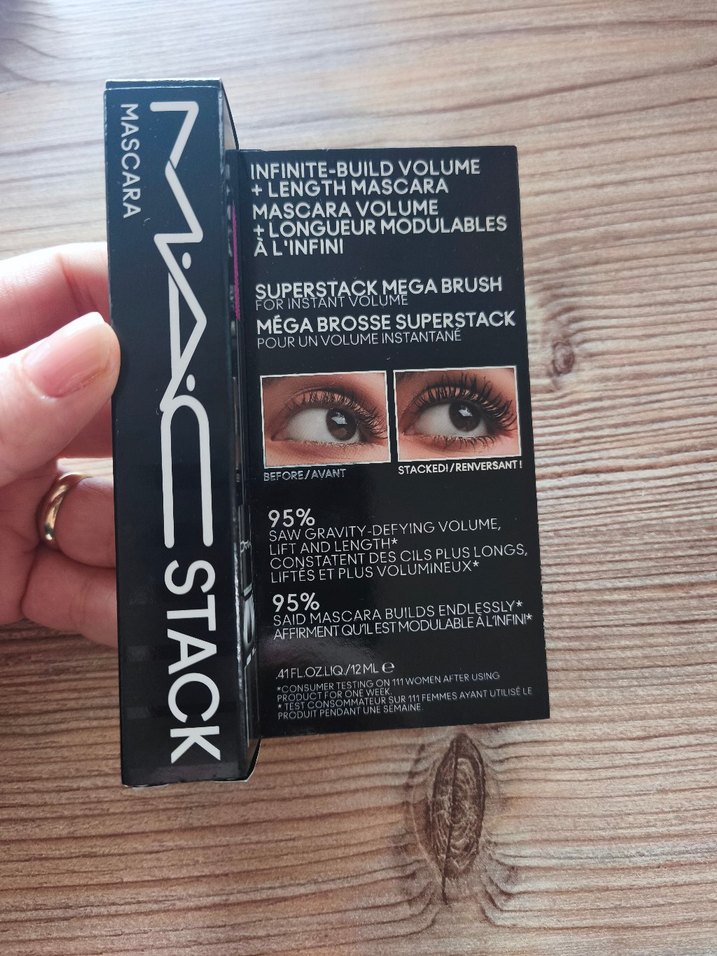 MASCARA
MAC STACK
INFINITE-BUILD VOLUME
+ LENGTH MASCARA
MASCARA VOLUME
+ LONGUEUR MODULABLES
À L'INFINI
SUPERSTACK MEGA BRUSH
FOR INSTANT VOLUME
MÉGA BROSSE SUPERSTACK
POUR UN VOLUME INSTANTANÉ
BEFORE/AVANT
STACKED!/RENVERSANT!
95%
SAW GRAVITY-DEFYING VOLUME,
LIFT AND LENGTH*
CONSTATENT DES CILS PLUS LONGS,
LIFTÉS ET PLUS VOLUMINEUX*
95%
SAID MASCARA BUILDS ENDLESSLY*
AFFIRMENT QU'IL EST MODULABLE À L'INFINI*
.41 FL.OZ.LIQ./12 ML ℮
*CONSUMER TESTING ON 111 WOMEN AFTER USING
PRODUCT FOR ONE WEEK.
* TEST CONSOMMATEUR SUR 111 FEMMES AYANT UTILISÉ LE
PRODUIT PENDANT UNE SEMAINE.